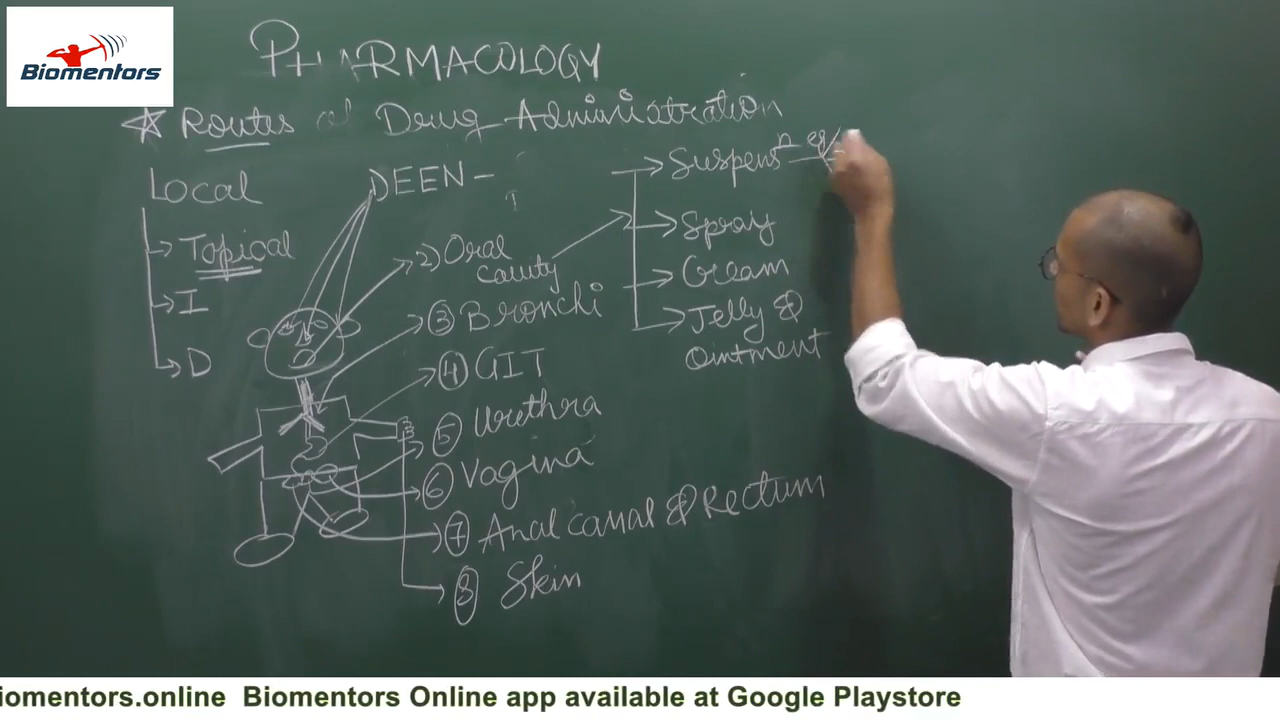 Biomentors
PHARMACOLOGY
Routes of Drug Administration
Local
Topical
I
D
DEEN -
2) Oral
cavity
3 Bronchi
4 GIT
5 Urethra
6 Vagina
7 Anal canal & Rectum
8 Skin
Suspensn eg
Spray
Cream
Jelly &
Ointment
iomentors.online Biomentors Online app available at Google Playstore